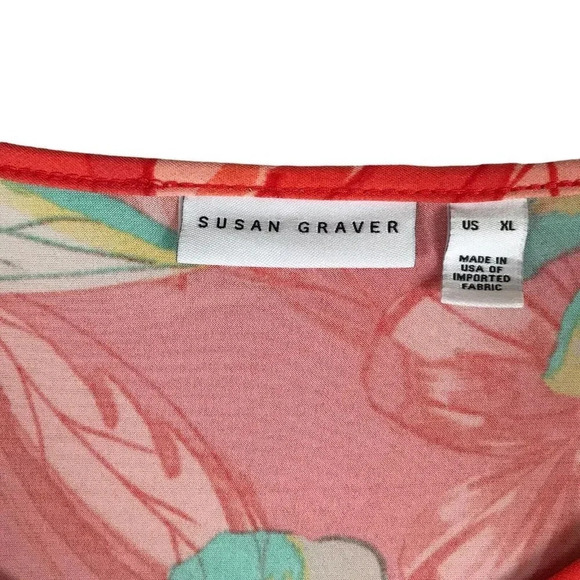 SUSAN GRAVER
US XL
MADE IN
USA OF
IMPORTED
FABRIC